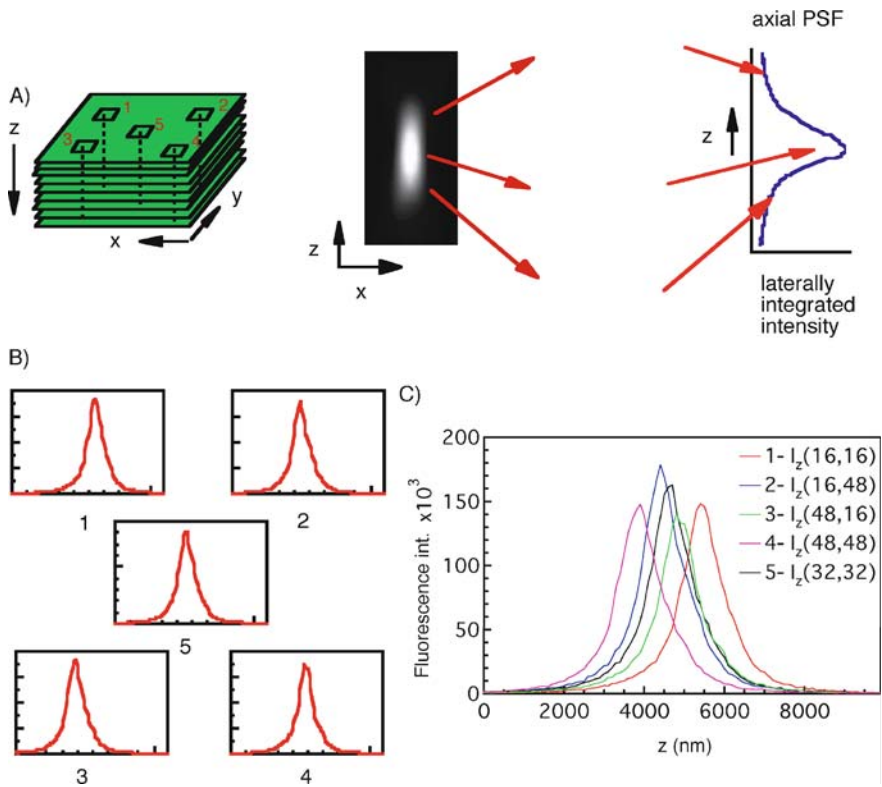 axial PSF
A)
z
1
2
3
5
4
x
y
z
x
z
laterally
integrated
intensity
B)
1
2
5
3
4
C)
Fluorescence int. x10³
200
150
100
50
0
0 2000 4000 6000 8000
z (nm)
1- I_z(16,16)
2- I_z(16,48)
3- I_z(48,16)
4- I_z(48,48)
5- I_z(32,32)